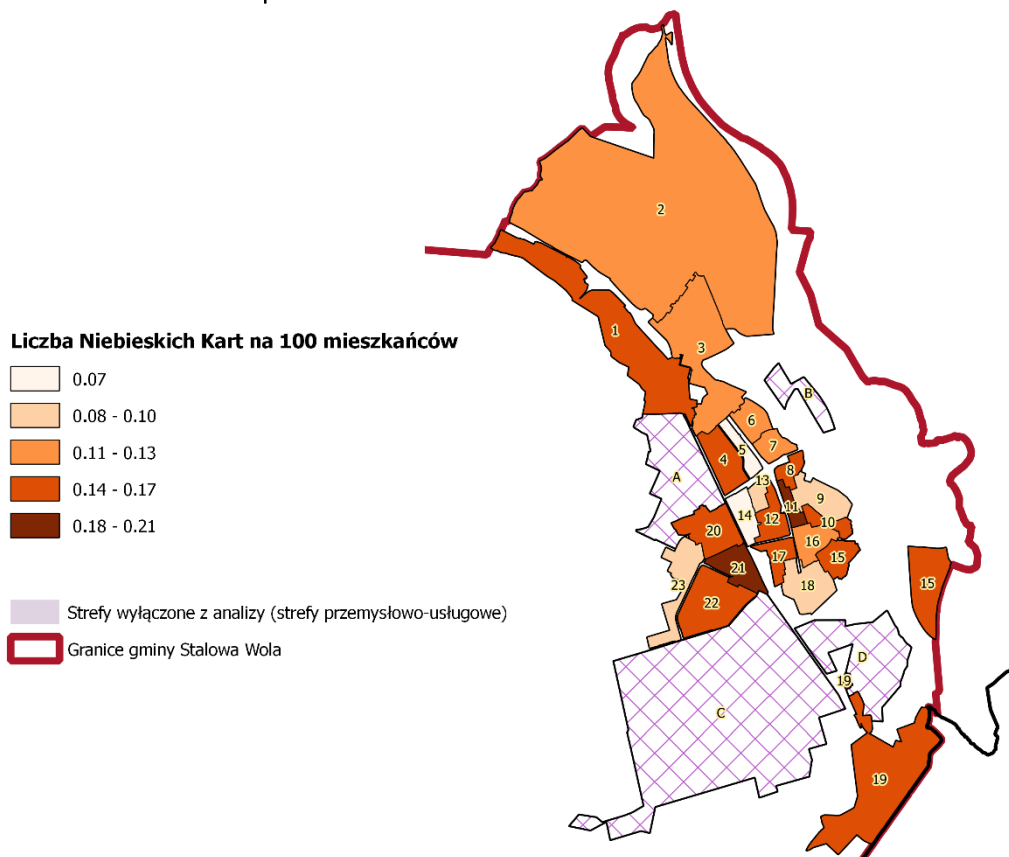 Liczba Niebieskich Kart na 100 mieszkańców
0.07
0.08 - 0.10
0.11 - 0.13
0.14 - 0.17
0.18 - 0.21
Strefy wyłączone z analizy (strefy przemysłowo-usługowe)
Granice gminy Stalowa Wola
2
1
3
B
6
7
5
4
8
A
13
9
11
14
12
10
20
16
17
15
21
23
18
15
22
D
19
C
19